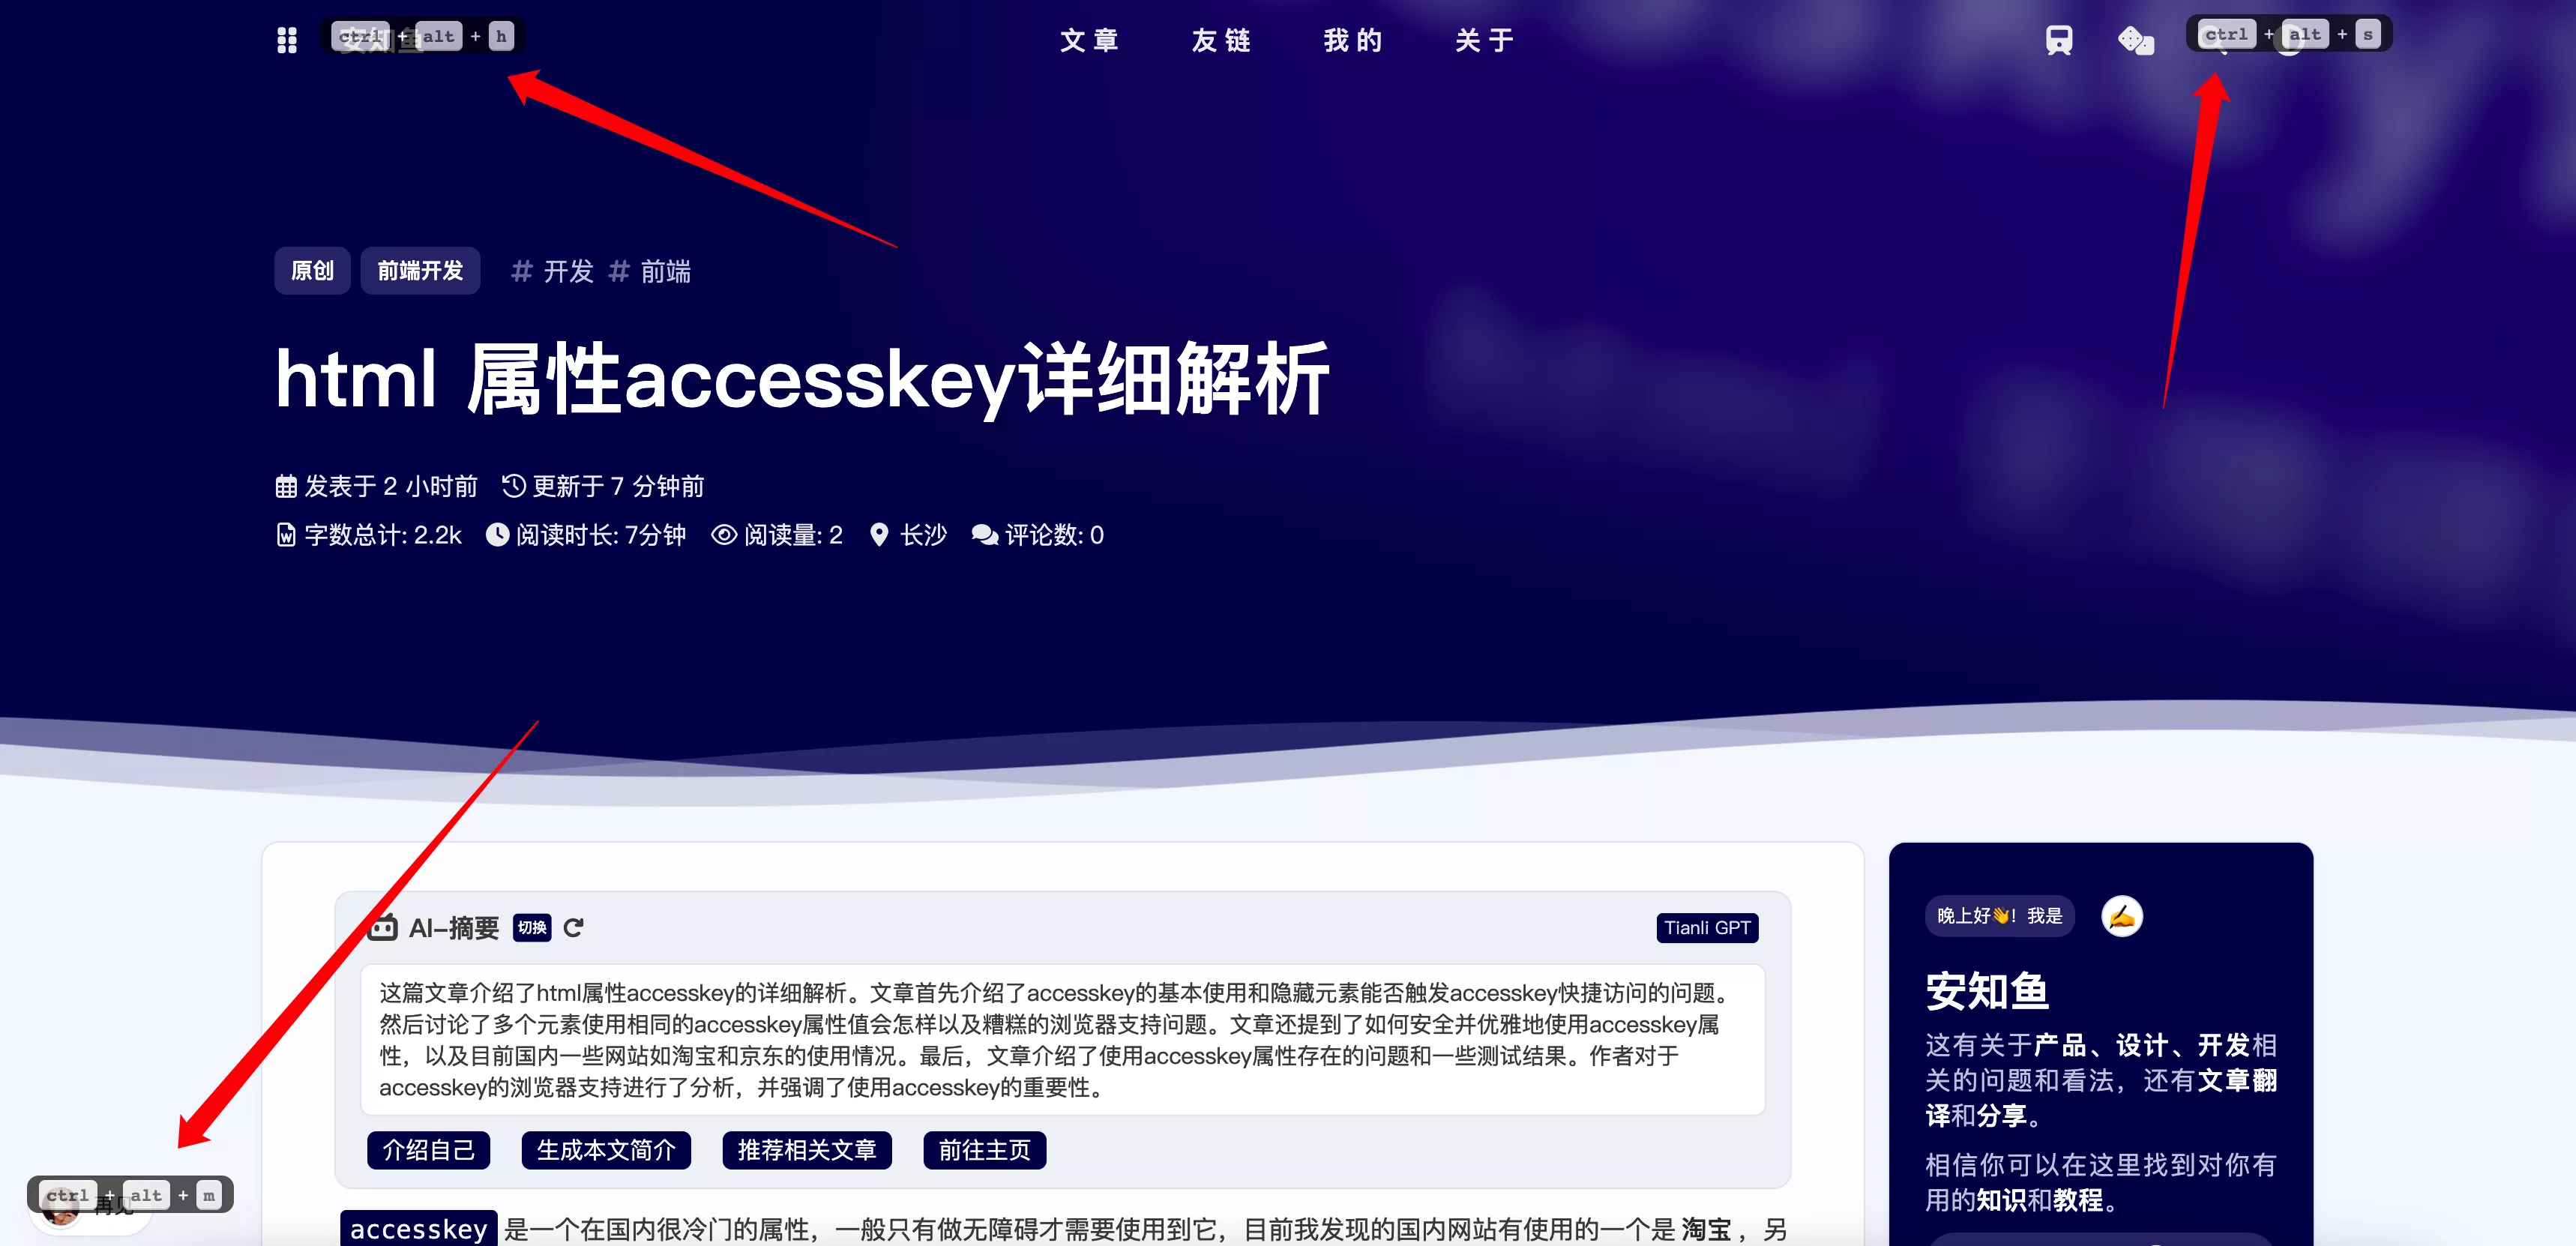 ctrl + alt + h
安知鱼
文章 友链 我的 关于
ctrl + alt + s
原创 前端开发 # 开发 # 前端
html 属性accesskey详细解析
发表于 2 小时前 更新于 7 分钟前
字数总计: 2.2k 阅读时长: 7分钟 阅读量: 2 长沙 评论数: 0
AI-摘要 切换 Tianli GPT
这篇文章介绍了html属性accesskey的详细解析。文章首先介绍了accesskey的基本使用和隐藏元素能否触发accesskey快捷访问的问题。
然后讨论了多个元素使用相同的accesskey属性值会怎样以及糟糕的浏览器支持问题。文章还提到了如何安全并优雅地使用accesskey属
性，以及目前国内一些网站如淘宝和京东的使用情况。最后，文章介绍了使用accesskey属性存在的问题和一些测试结果。作者对于
accesskey的浏览器支持进行了分析，并强调了使用accesskey的重要性。
介绍自己 生成本文简介 推荐相关文章 前往主页
accesskey 是一个在国内很冷门的属性，一般只有做无障碍才需要使用到它，目前我发现的国内网站有使用的一个是 淘宝，另
晚上好👋！我是
安知鱼
这有关于产品、设计、开发相
关的问题和看法，还有文章翻
译和分享。
相信你可以在这里找到对你有
用的知识和教程。
ctrl + alt + m
再见